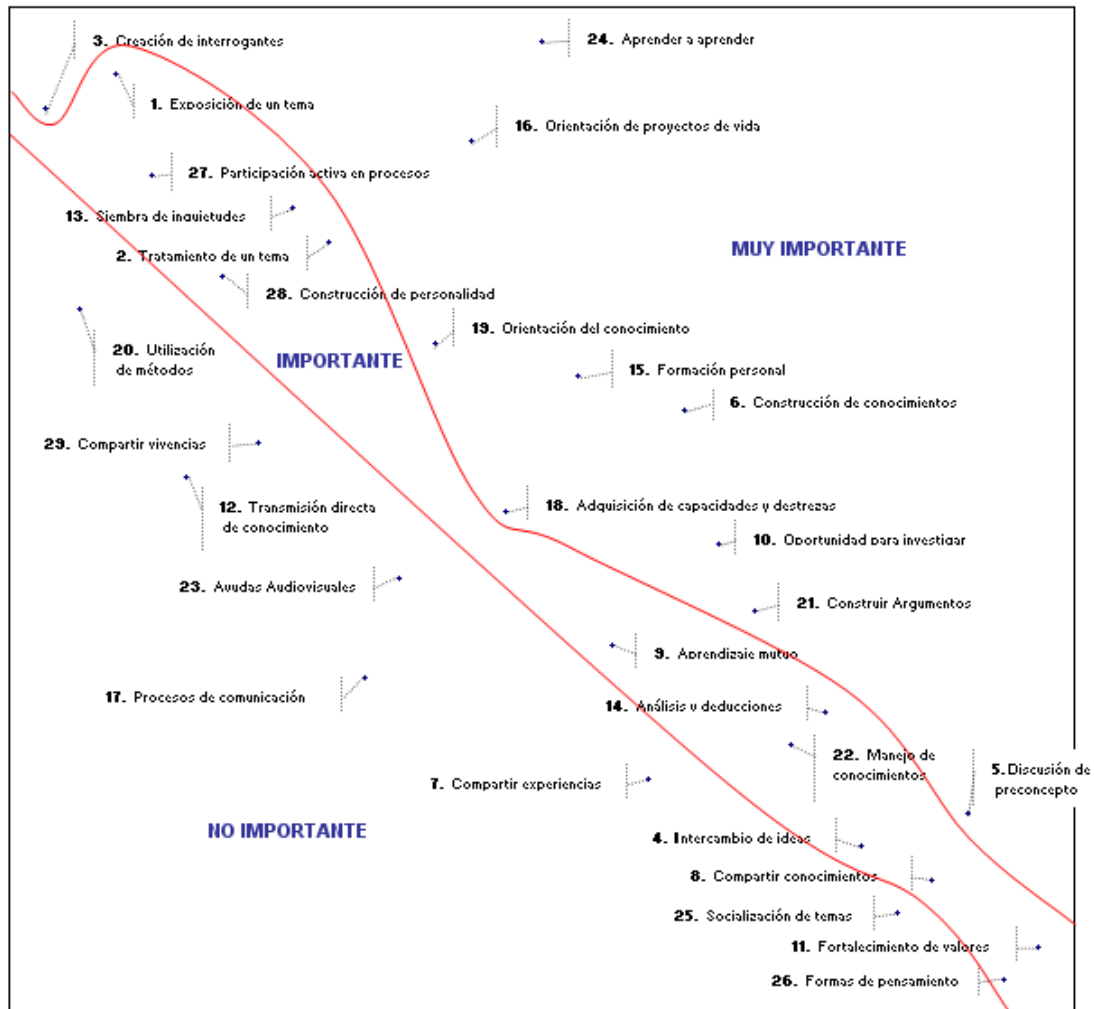 3. Creación de interrogantes
24. Aprender a aprender
1. Exposición de un tema
16. Orientación de proyectos de vida
27. Participación activa en procesos
13. Siembra de inquietudes
MUY IMPORTANTE
2. Tratamiento de un tema
28. Construcción de personalidad
19. Orientación del conocimiento
20. Utilización
de métodos
IMPORTANTE
15. Formación personal
6. Construcción de conocimientos
29. Compartir vivencias
12. Transmisión directa
de conocimiento
18. Adquisición de capacidades y destrezas
10. Oportunidad para investigar
23. Ayudas Audiovisuales
21. Construir Argumentos
9. Aprendizaje mutuo
17. Procesos de comunicación
14. Análisis y deducciones
22. Manejo de
conocimientos
5. Discusión de
preconcepto
7. Compartir experiencias
NO IMPORTANTE
4. Intercambio de ideas
8. Compartir conocimientos
25. Socialización de temas
11. Fortalecimiento de valores
26. Formas de pensamiento